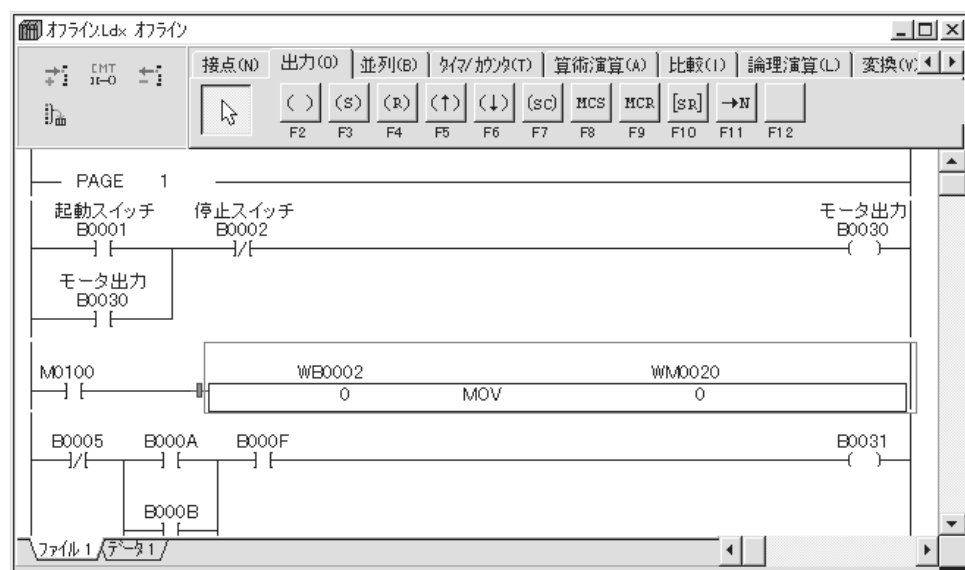 オフライン.Ldx オフライン
CMT
接点(N) 出力(O) 並列(B) タイマ/カウンタ(T) 算術演算(A) 比較(I) 論理演算(L) 変換(V)
( ) (S) (R) (↑) (↓) (SC) MCS MCR [SR] →N
F2 F3 F4 F5 F6 F7 F8 F9 F10 F11 F12
PAGE 1
起動スイッチ 停止スイッチ モータ出力
B0001 B0002 B0030
モータ出力
B0030
M0100 WB0002 WM0020
0 MOV 0
B0005 B000A B000F B0031
B000B
ファイル 1 データ 1